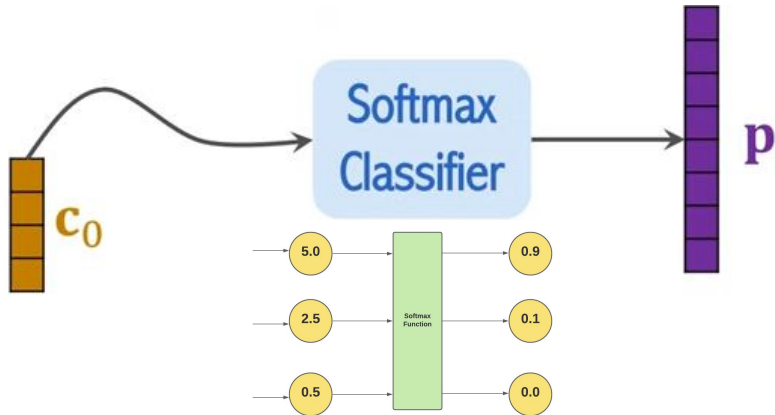 Softmax
Classifier
c₀
p
5.0
0.9
2.5
Softmax
Function
0.1
0.5
0.0